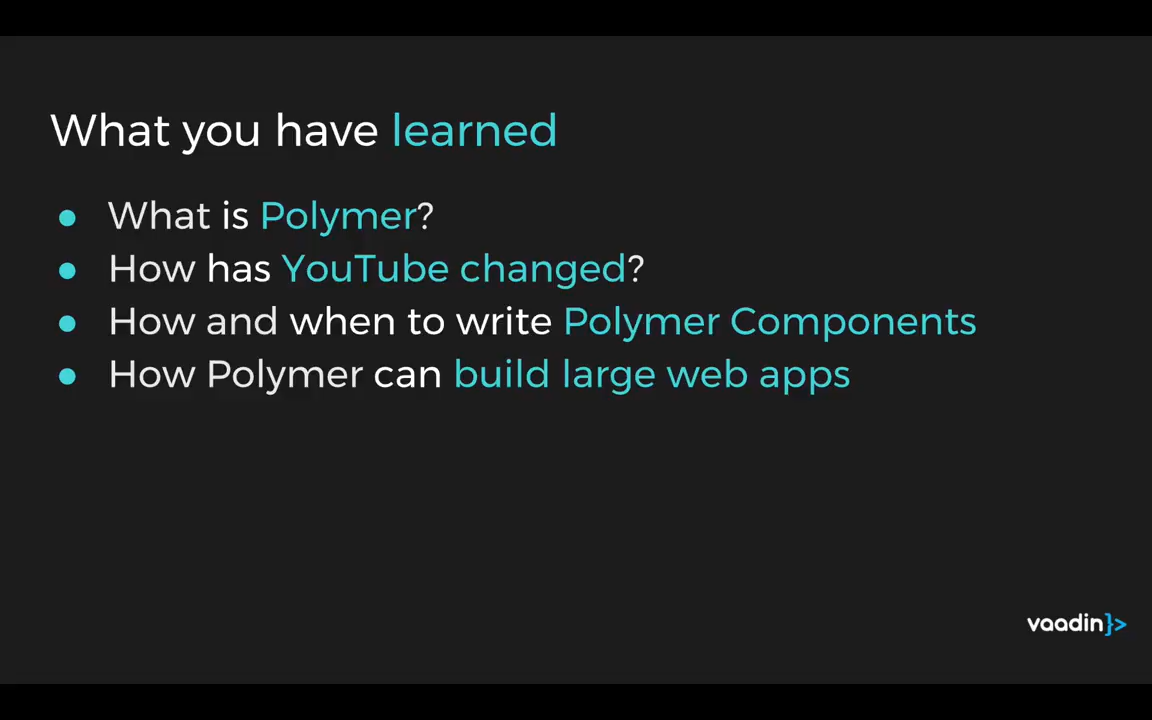 What you have learned
● What is Polymer?
● How has YouTube changed?
● How and when to write Polymer Components
● How Polymer can build large web apps
vaadin}>